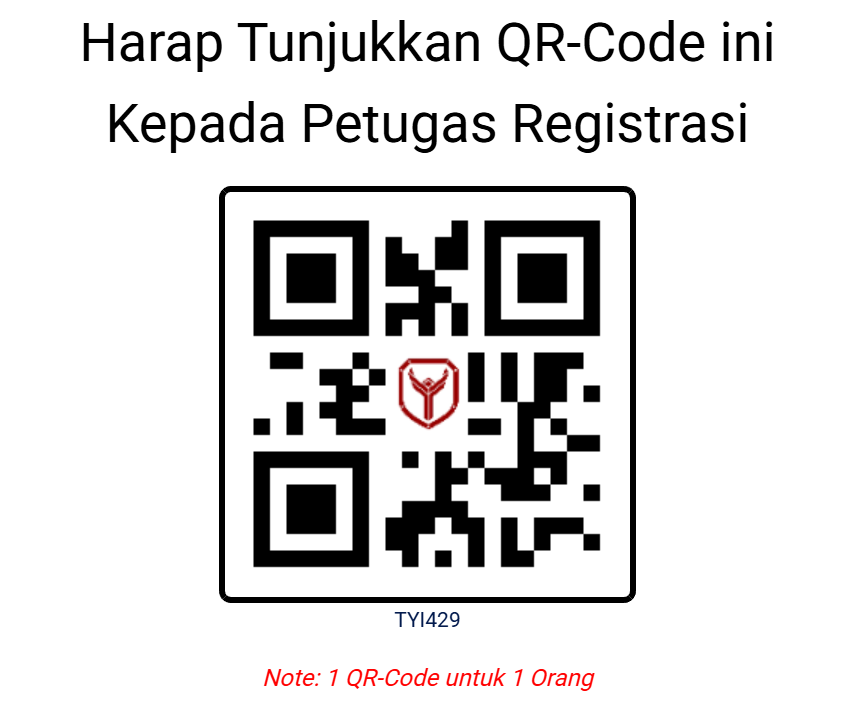 Harap Tunjukkan QR-Code ini
Kepada Petugas Registrasi
TYI429
Note: 1 QR-Code untuk 1 Orang